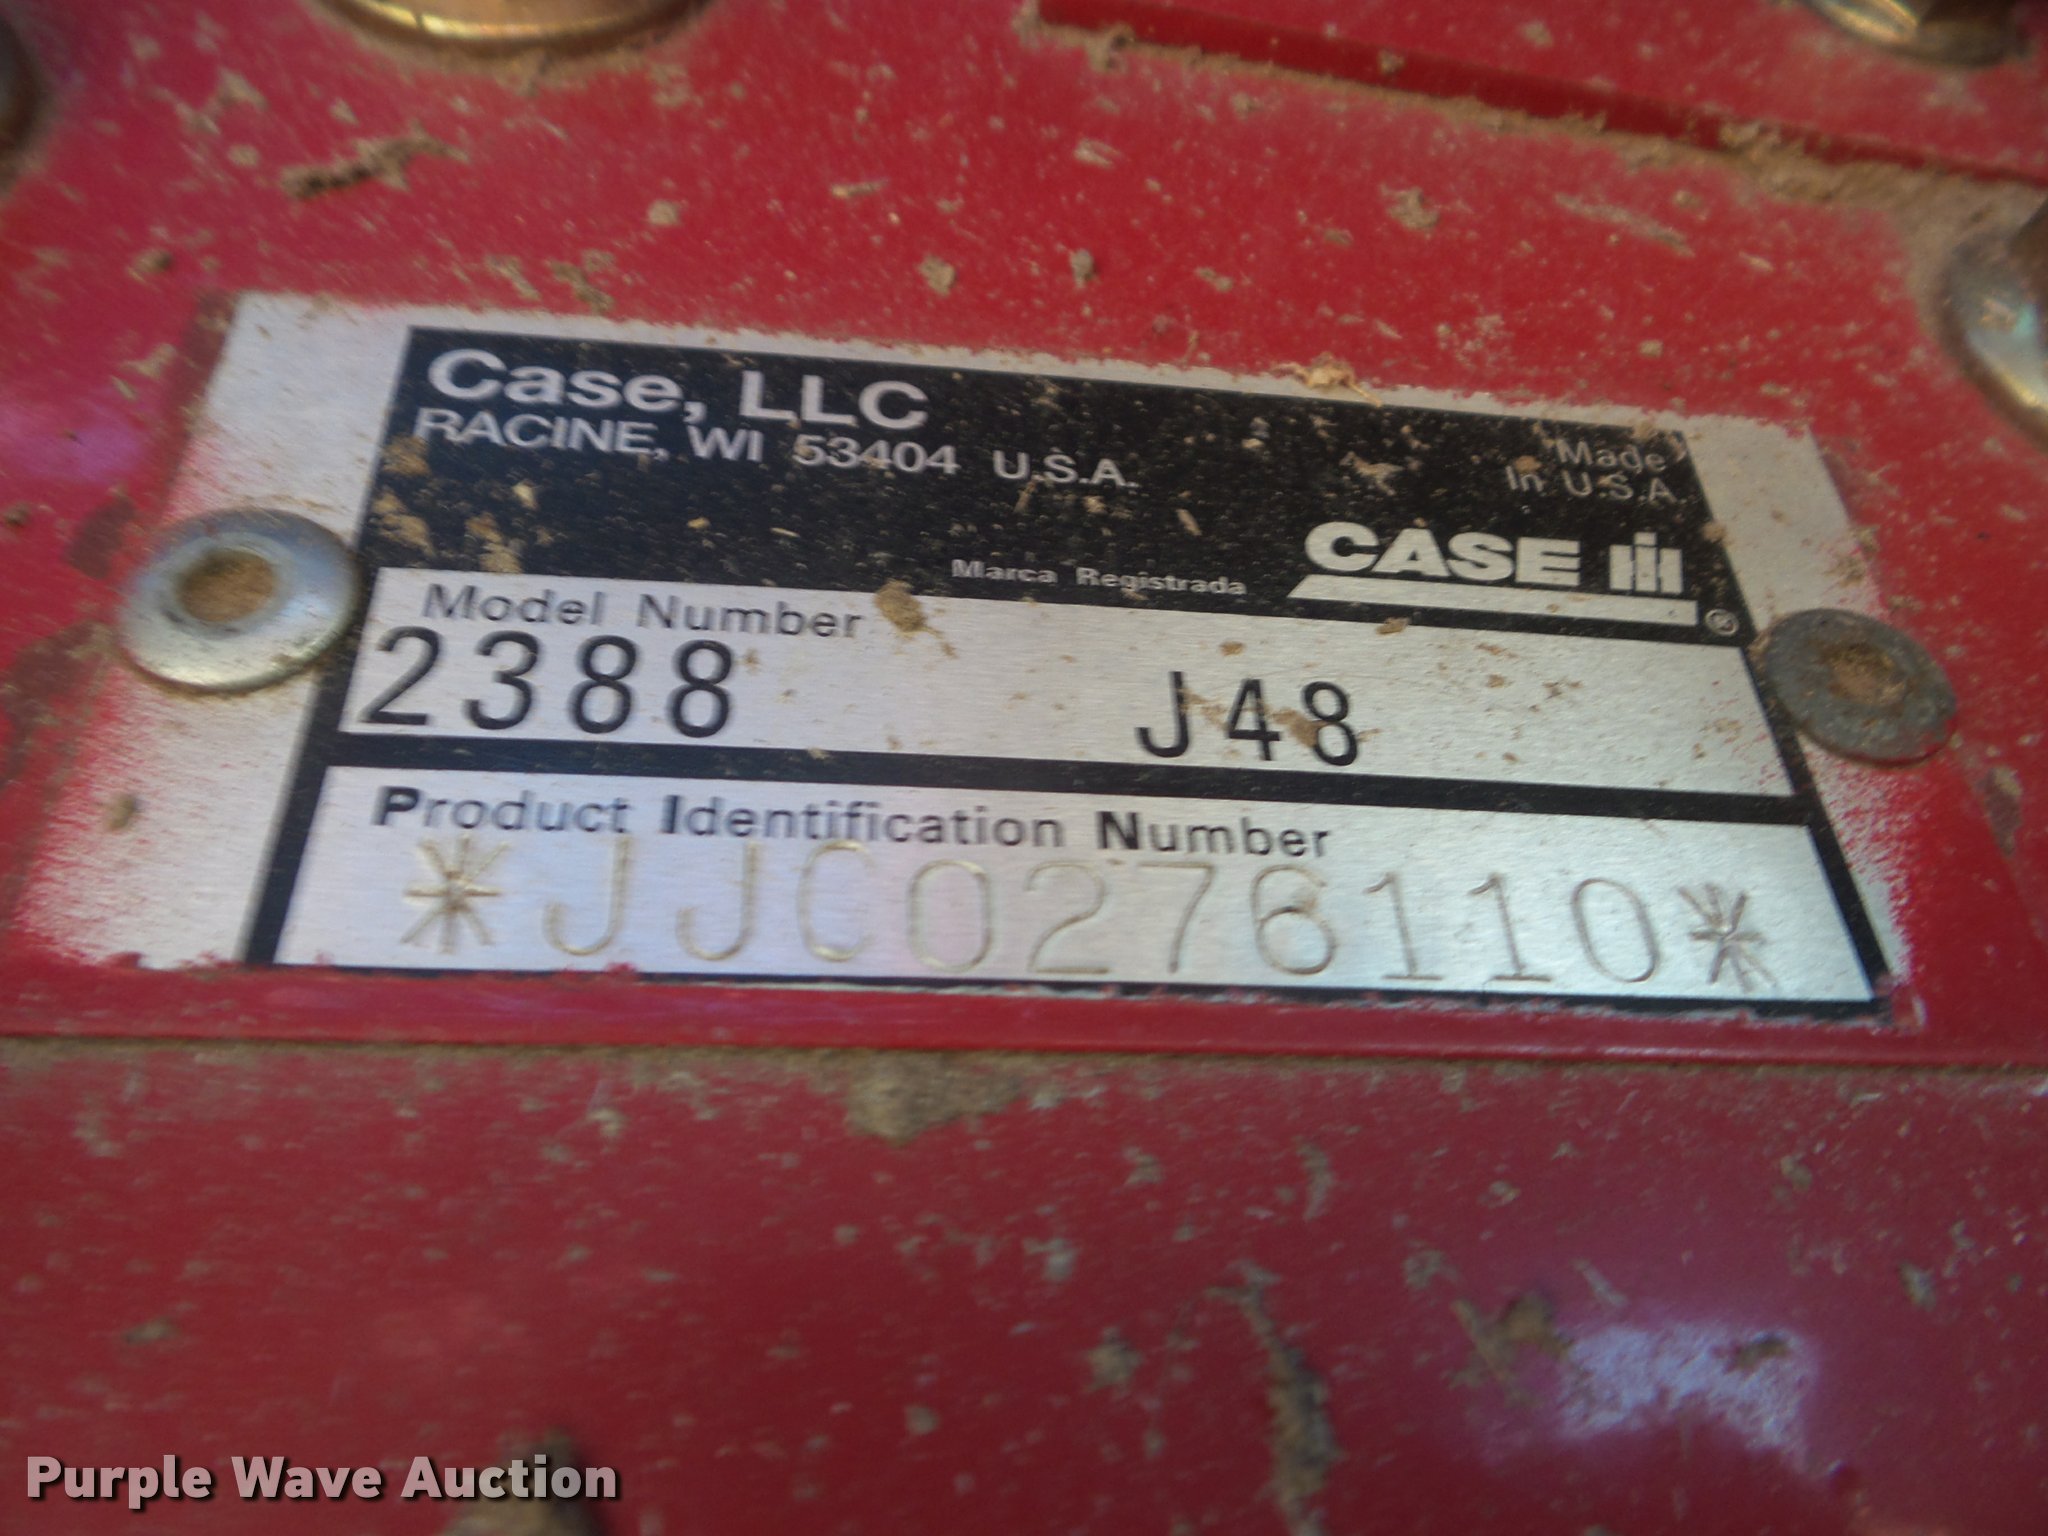 Case, LLC
RACINE, WI 53404 U.S.A.
Made
In U.S.A.
Marca Registrada
CASE IH ®
Model Number
2388 J48
Product Identification Number
*JJC0276110*
Purple Wave Auction